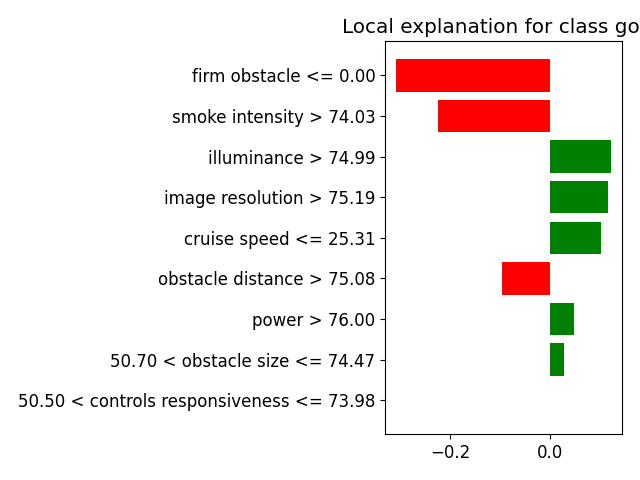 Local explanation for class go
firm obstacle <= 0.00
smoke intensity > 74.03
illuminance > 74.99
image resolution > 75.19
cruise speed <= 25.31
obstacle distance > 75.08
power > 76.00
50.70 < obstacle size <= 74.47
50.50 < controls responsiveness <= 73.98
−0.2 0.0